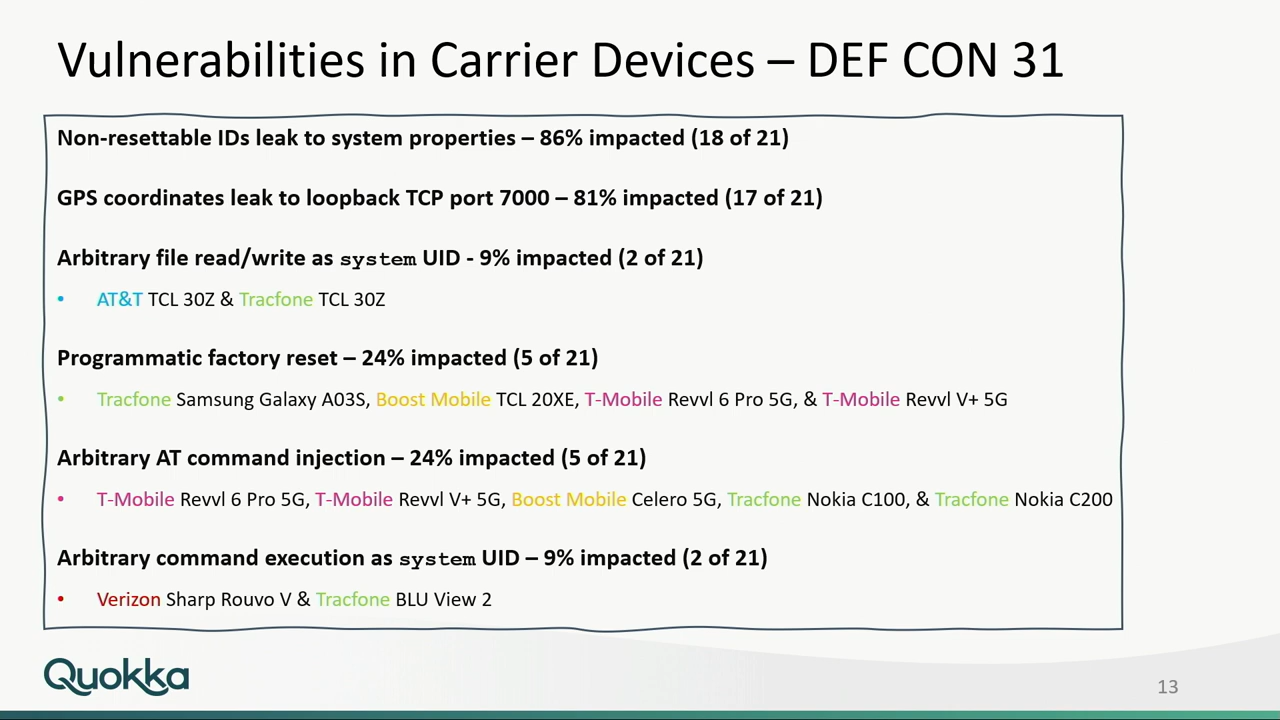 Vulnerabilities in Carrier Devices – DEF CON 31
Non-resettable IDs leak to system properties – 86% impacted (18 of 21)
GPS coordinates leak to loopback TCP port 7000 – 81% impacted (17 of 21)
Arbitrary file read/write as system UID - 9% impacted (2 of 21)
• AT&T TCL 30Z & Tracfone TCL 30Z
Programmatic factory reset – 24% impacted (5 of 21)
• Tracfone Samsung Galaxy A03S, Boost Mobile TCL 20XE, T-Mobile Revvl 6 Pro 5G, & T-Mobile Revvl V+ 5G
Arbitrary AT command injection – 24% impacted (5 of 21)
• T-Mobile Revvl 6 Pro 5G, T-Mobile Revvl V+ 5G, Boost Mobile Celero 5G, Tracfone Nokia C100, & Tracfone Nokia C200
Arbitrary command execution as system UID – 9% impacted (2 of 21)
• Verizon Sharp Rouvo V & Tracfone BLU View 2
Quokka
13